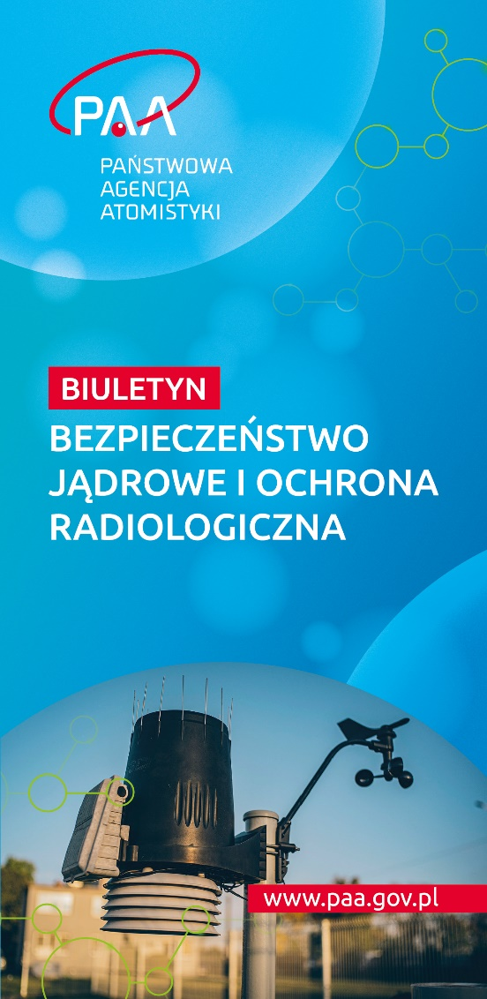 PAA
PAŃSTWOWA
AGENCJA
ATOMISTYKI
BIULETYN
BEZPIECZEŃSTWO
JĄDROWE I OCHRONA
RADIOLOGICZNA
www.paa.gov.pl